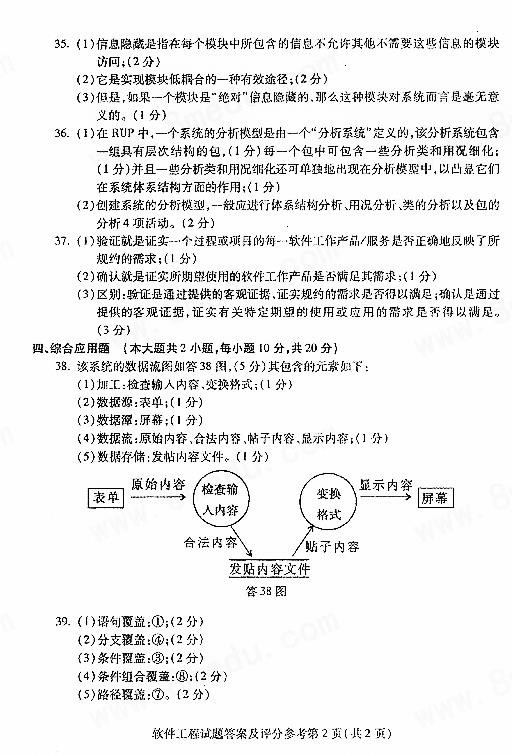 35. (1)信息隐藏是指在每个模块中所包含的信息不允许其他不需要这些信息的模块
访问;(2分)
(2)它是实现模块低耦合的一种有效途径;(2分)
(3)但是,如果一个模块是“绝对”信息隐藏的,那么这种模块对系统而言是毫无意
义的。(1分)
36. (1)在RUP中,一个系统的分析模型是由一个“分析系统”定义的,该分析系统包含
一组具有层次结构的包,(1分)每一个包中可包含一些分析类和用况细化;
(1分)并且一些分析类和用况细化还可单独地出现在分析模型中,以凸显它们
在系统体系结构方面的作用;(1分)
(2)创建系统的分析模型,一般应进行体系结构分析、用况分析、类的分析以及包的
分析4项活动。(2分)
37. (1)验证就是证实一个过程或项目的每一软件工作产品/服务是否正确地反映了所
规约的需求;(1分)
(2)确认就是证实所期望使用的软件工作产品是否满足其需求;(1分)
(3)区别:验证是通过提供的客观证据,证实规约的需求是否得以满足;确认是通过
提供的客观证据,证实有关特定期望的使用或应用的需求是否得以满足。
(3分)
四、综合应用题 (本大题共2小题,每小题10分,共20分)
38. 该系统的数据流图如答38图,(5分)其包含的元素如下:
(1)加工:检查输入内容、变换格式;(1分)
(2)数据源:表单;(1分)
(3)数据潭:屏幕;(1分)
(4)数据流:原始内容、合法内容、帖子内容、显示内容;(1分)
(5)数据存储:发帖内容文件。(1分)
表单 原始内容 检查输
入内容 变换
格式 显示内容 屏幕
合法内容 贴子内容
发贴内容文件
答38图
39. (1)语句覆盖:①;(2分)
(2)分支覆盖:④;(2分)
(3)条件覆盖:③;(2分)
(4)条件组合覆盖:⑧;(2分)
(5)路径覆盖:⑦。(2分)
软件工程试题答案及评分参考第2页(共2页)